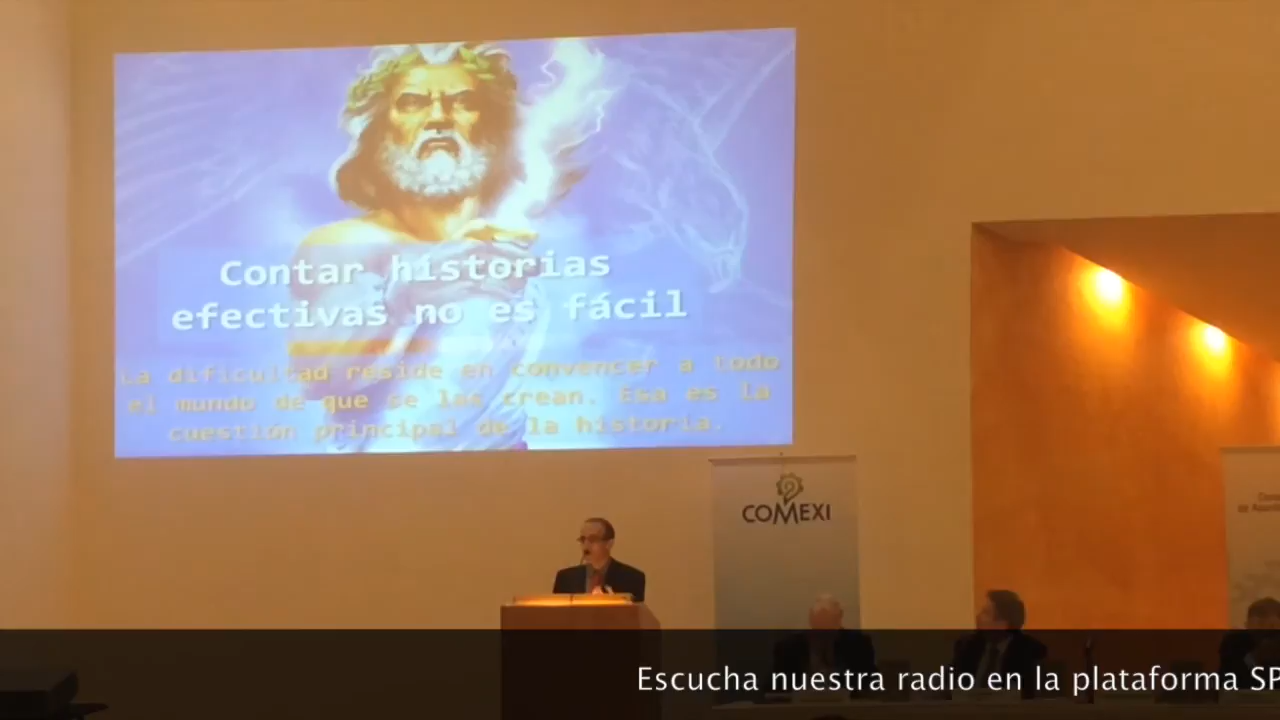 Contar historias
efectivas no es fácil
La dificultad reside en convencer a todo
el mundo de que se las crean. Esa es la
cuestión principal de la historia.
COMEXI
Escucha nuestra radio en la plataforma SP